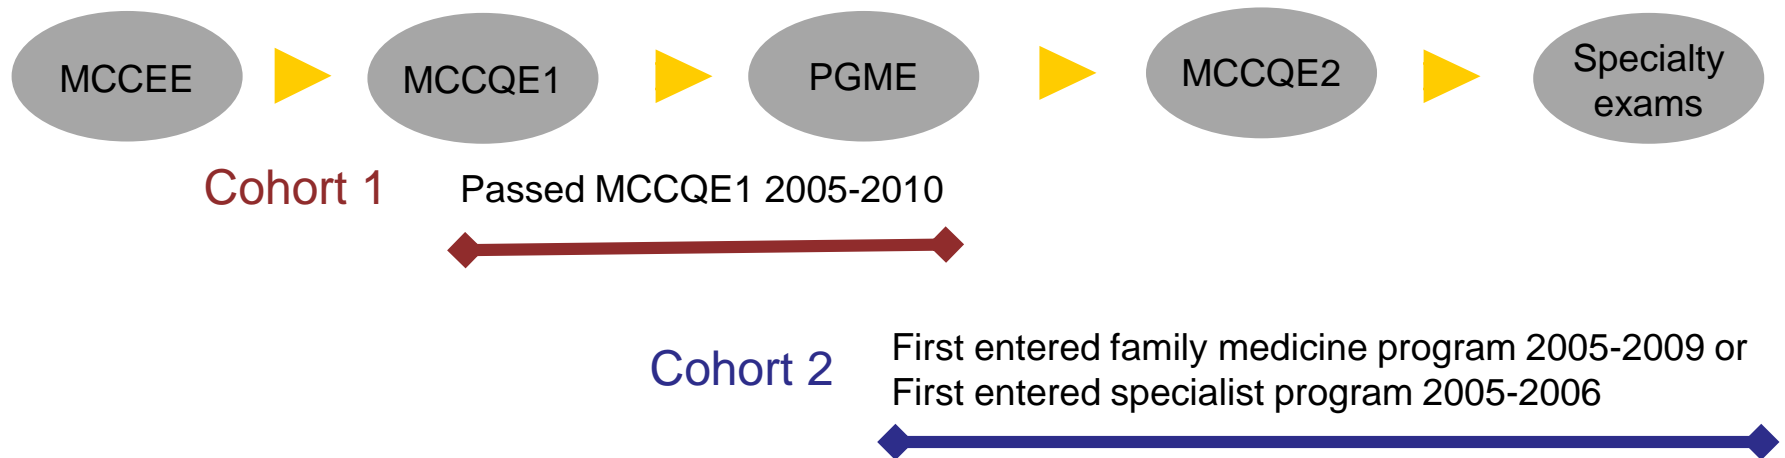 MCCEE
MCCQE1
PGME
MCCQE2
Specialty
exams
Cohort 1
Passed MCCQE1 2005-2010
Cohort 2
First entered family medicine program 2005-2009 or
First entered specialist program 2005-2006